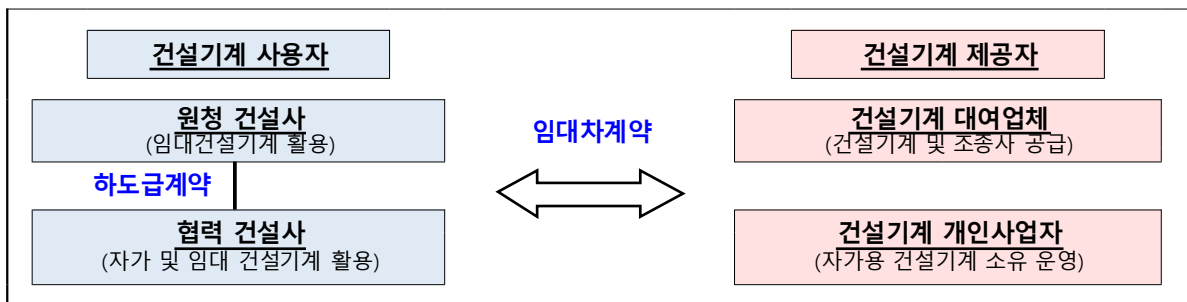 건설기계 사용자
건설기계 제공자
원청 건설사
(임대건설기계 활용)
하도급계약
협력 건설사
(자가 및 임대 건설기계 활용)
임대차계약
건설기계 대여업체
(건설기계 및 조종사 공급)
건설기계 개인사업자
(자가용 건설기계 소유 운영)